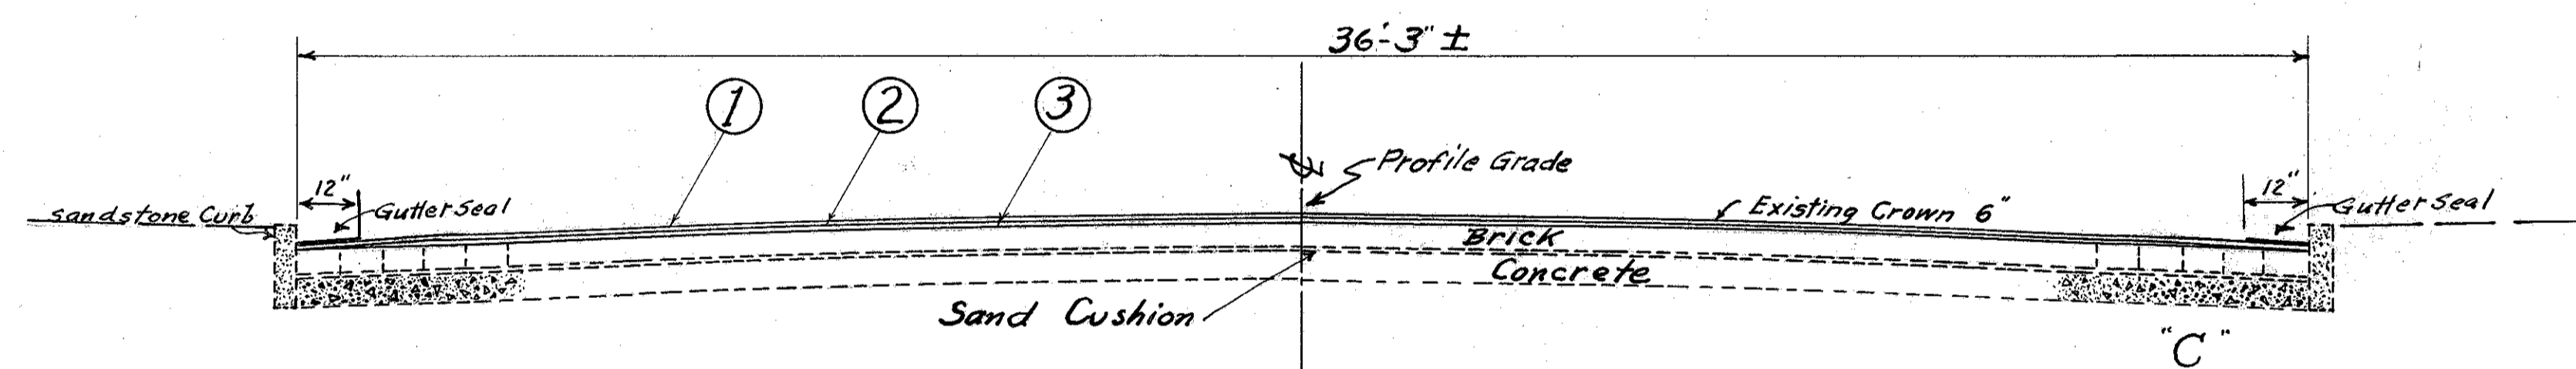 36'-3" ±
1 2 3
Profile Grade
12" 12"
Sandstone Curb Gutter Seal Existing Crown 6" Gutter Seal
Brick
Concrete
Sand Cushion
"C"